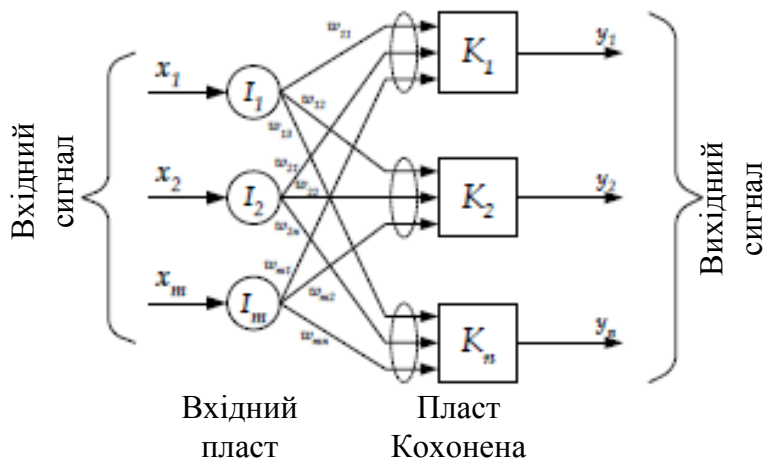 Вхідний
сигнал
x1
x2
xm
I1
I2
Im
w11
w12
w13
w21
w22
w2n
wm1
wm2
wmn
K1
K2
Kn
y1
y2
yn
Вихідний
сигнал
Вхідний
пласт
Пласт
Кохонена